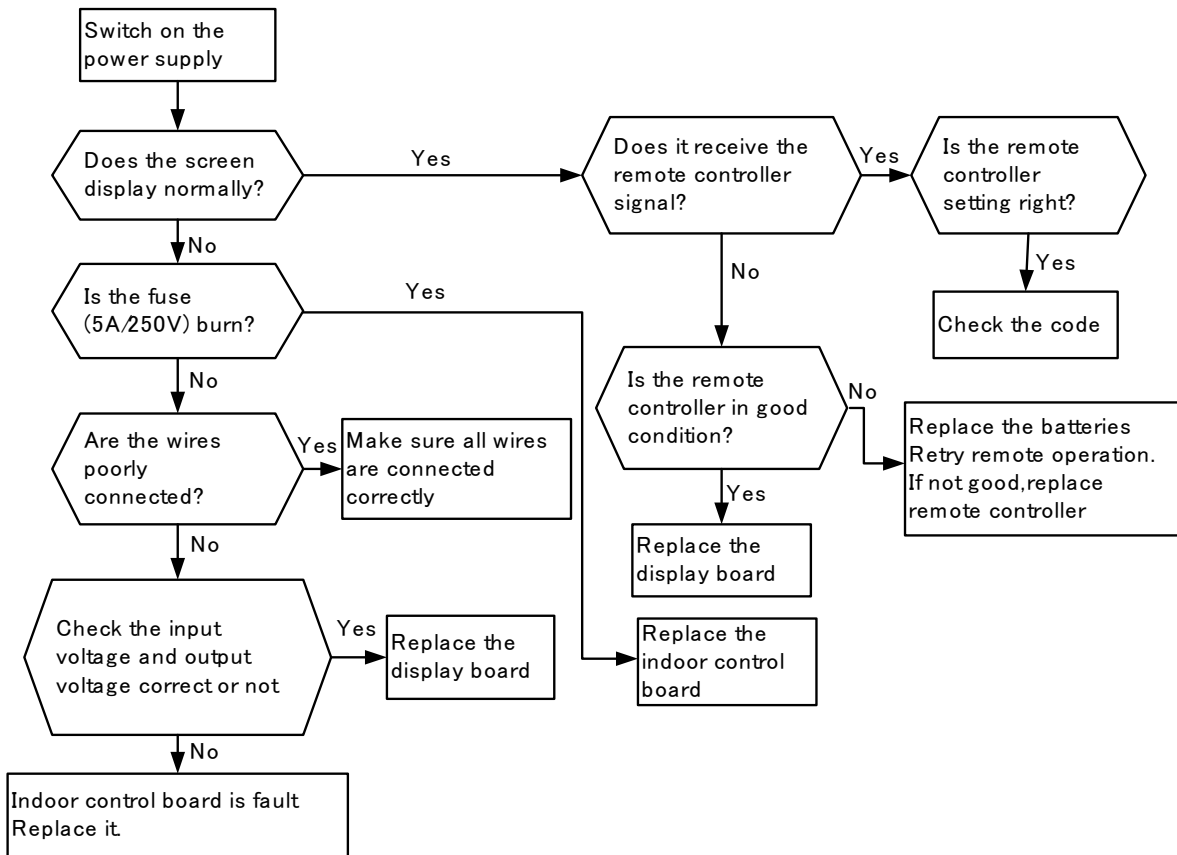 Switch on the
power supply
Does the screen
display normally?
Yes
Does it receive the
remote controller
signal?
Yes
Is the remote
controller
setting right?
No
Is the fuse
(5A/250V) burn?
Yes
No
Yes
Check the code
No
Are the wires
poorly
connected?
Yes
Make sure all wires
are connected
correctly
Is the remote
controller in good
condition?
No
Replace the batteries
Retry remote operation.
If not good,replace
remote controller
Yes
Replace the
display board
No
Check the input
voltage and output
voltage correct or not
Yes
Replace the
display board
Replace the
indoor control
board
No
Indoor control board is fault
Replace it.